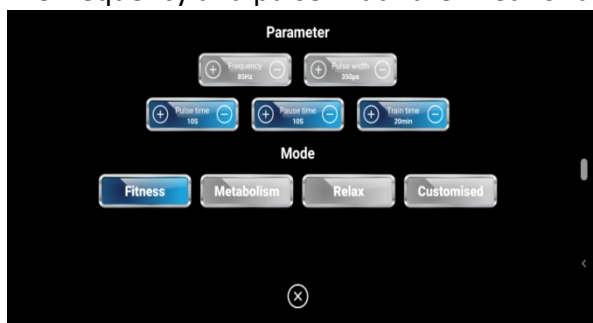 Parameter
Frequency
85Hz
Pulse width
350μs
Pulse time
10S
Pause time
10S
Train time
20min
Mode
Fitness
Metabolism
Relax
Customised